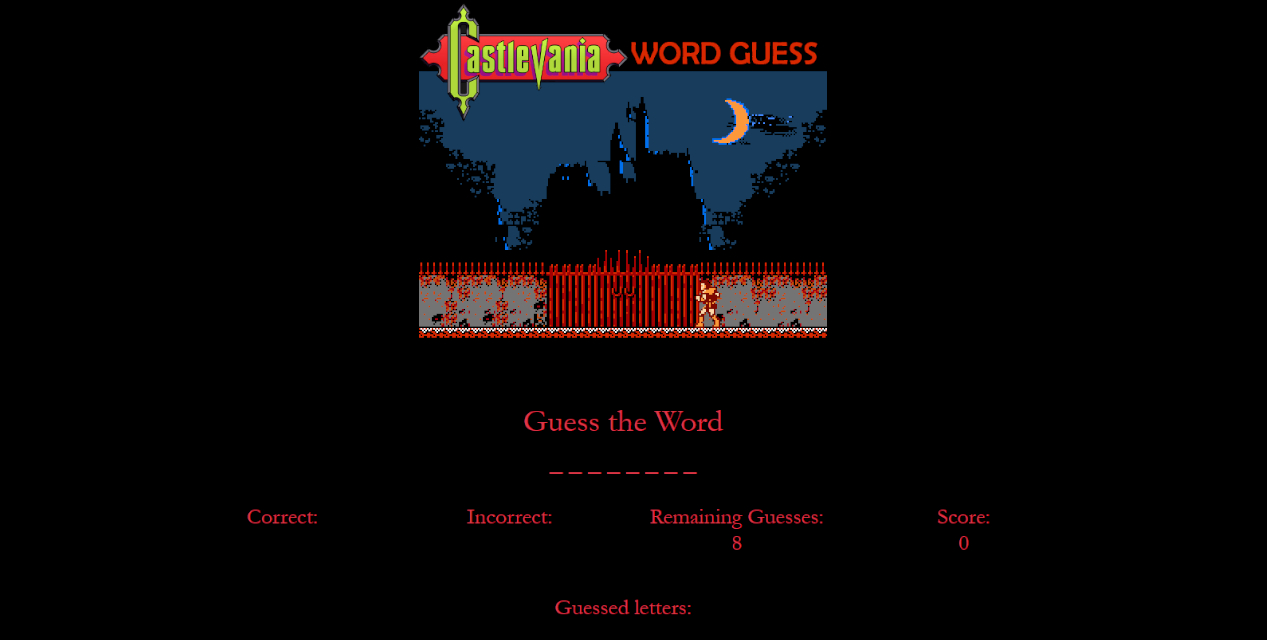 Castlevania WORD GUESS
Guess the Word
_ _ _ _ _ _ _ _
Correct: Incorrect: Remaining Guesses: Score:
8 0
Guessed letters: